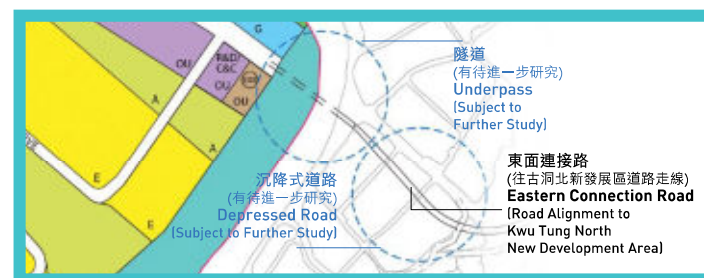 G
R&D/
C&C
OU
OU
OU
A
A
E
E
隧道
(有待進一步研究)
Underpass
(Subject to
Further Study)
東面連接路
(往古洞北新發展區道路走線)
Eastern Connection Road
(Road Alignment to
Kwu Tung North
New Development Area)
沉降式道路
(有待進一步研究)
Depressed Road
(Subject to Further Study)